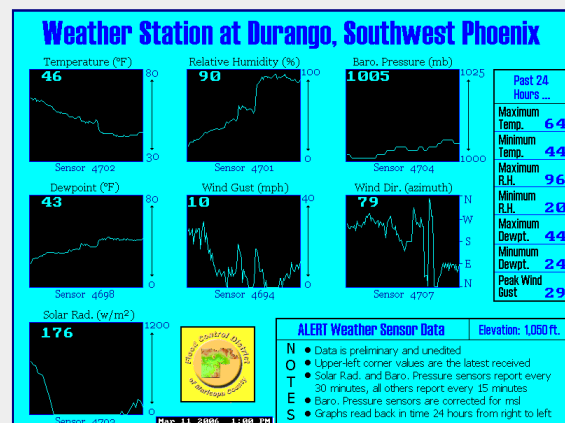 Weather Station at Durango, Southwest Phoenix
Temperature (°F)
46
80
30
Sensor 4702
Relative Humidity (%)
90
100
0
Sensor 4701
Baro. Pressure (mb)
1005
1025
1000
Sensor 4704
Past 24
Hours ...
Maximum
Temp. 64
Minimum
Temp. 44
Maximum
R.H. 96
Minimum
R.H. 20
Maximum
Dewpt. 44
Minumum
Dewpt. 24
Peak Wind
Gust 29
Dewpoint (°F)
43
80
0
Sensor 4698
Wind Gust (mph)
10
40
0
Sensor 4694
Wind Dir. (azimuth)
79
N
W
S
E
N
Sensor 4707
Solar Rad. (w/m²)
176
1200
0
Flood Control District
of Maricopa County
Mar 11 2006 1:00 PM
ALERT Weather Sensor Data
Elevation: 1,050 ft.
NOTES
• Data is preliminary and unedited
• Upper-left corner values are the latest received
• Solar Rad. and Baro. Pressure sensors report every
30 minutes, all others report every 15 minutes
• Baro. Pressure sensors are corrected for msl
• Graphs read back in time 24 hours from right to left